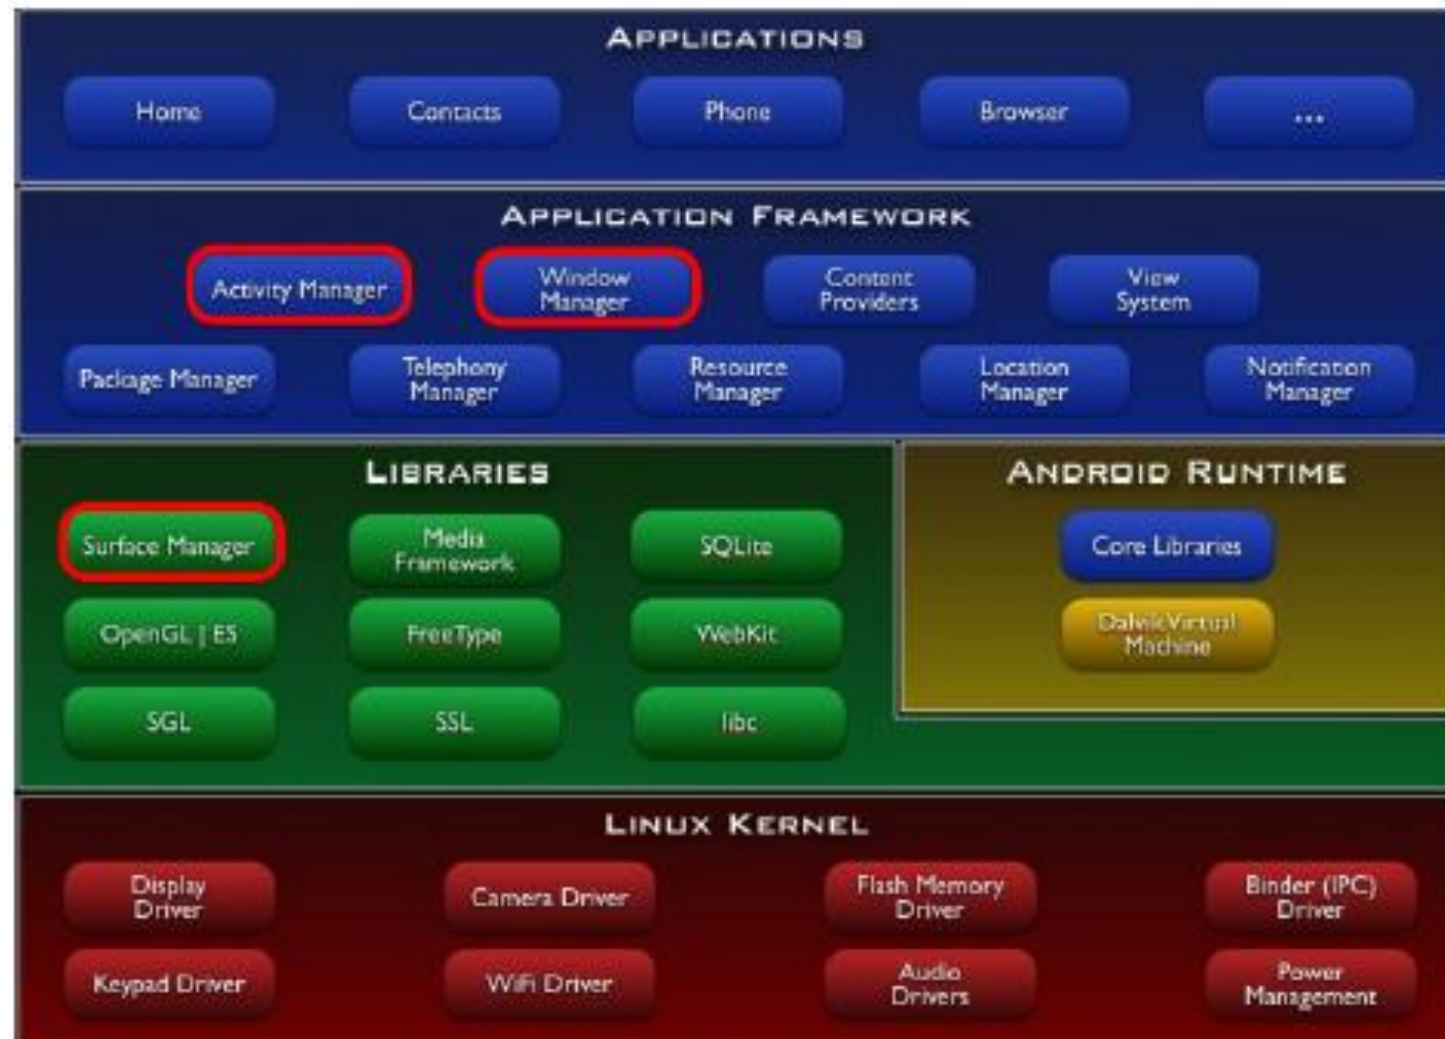 APPLICATIONS
Home
Contacts
Phone
Browser
...
APPLICATION FRAMEWORK
Activity Manager
Window
Manager
Content
Providers
View
System
Package Manager
Telephony
Manager
Resource
Manager
Location
Manager
Notification
Manager
LIBRARIES
Surface Manager
Media
Framework
SQLite
OpenGL | ES
FreeType
WebKit
SGL
SSL
libc
ANDROID RUNTIME
Core Libraries
Dalvik Virtual
Machine
LINUX KERNEL
Display
Driver
Camera Driver
Flash Memory
Driver
Binder (IPC)
Driver
Keypad Driver
WiFi Driver
Audio
Drivers
Power
Management